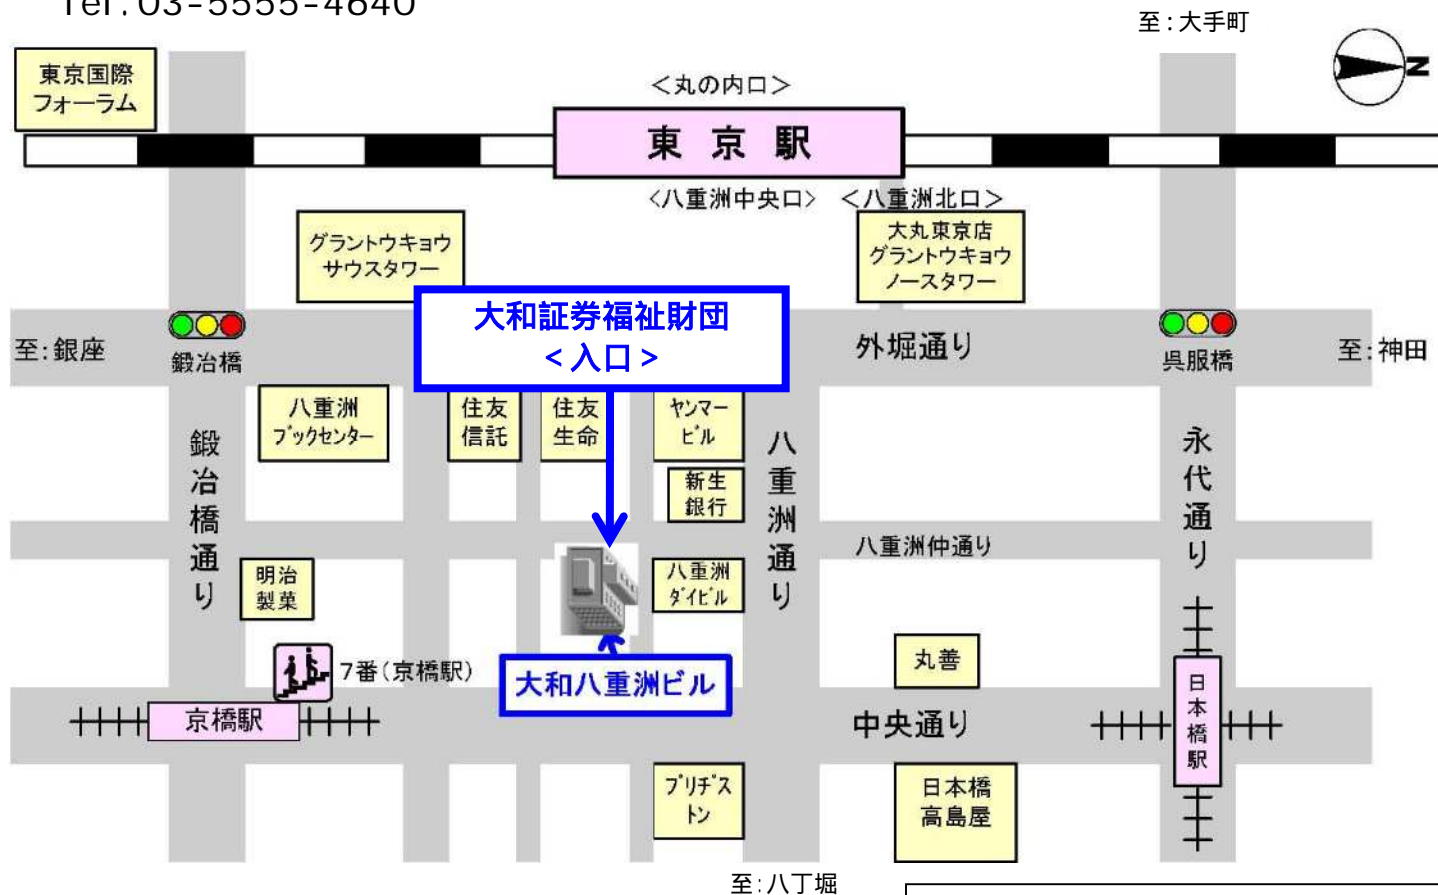 Tel：03-5555-4640
至：大手町
東京国際
フォーラム
N
＜丸の内口＞
東京駅
＜八重洲中央口＞
＜八重洲北口＞
グラントウキョウ
サウスタワー
大丸東京店
グラントウキョウ
ノースタワー
大和証券福祉財団
＜入口＞
至：銀座
鍛冶橋
外堀通り
呉服橋
至：神田
八重洲
ブックセンター
住友
信託
住友
生命
ヤンマー
ビル
新生
銀行
鍛冶橋通り
八重洲通り
永代通り
八重洲仲通り
明治
製菓
八重洲
ダイビル
7番（京橋駅）
大和八重洲ビル
丸善
京橋駅
中央通り
日本橋駅
ブリヂス
トン
日本橋
高島屋
至：八丁堀